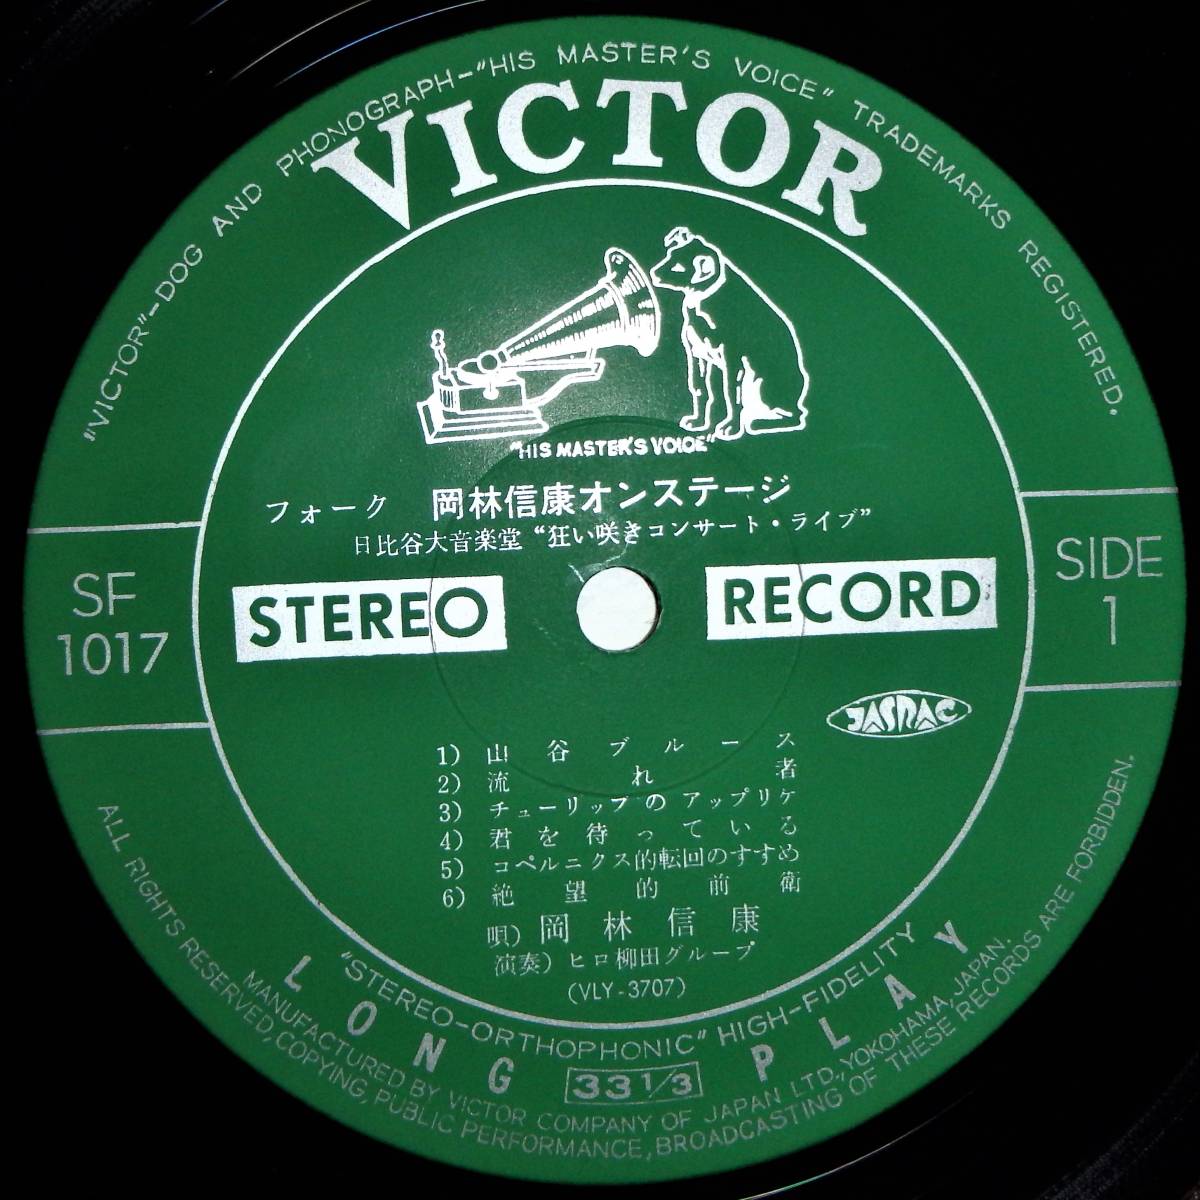 "VICTOR"-DOG AND PHONOGRAPH-"HIS MASTER'S VOICE" TRADEMARKS REGISTERED.
VICTOR
"HIS MASTER'S VOICE"
フォーク 岡林信康オンステージ
日比谷大音楽堂 “狂い咲きコンサート・ライブ”
SF
1017
STEREO RECORD
SIDE
1
JASRAC
1) 山谷ブルース
2) 流れ者
3) チューリップのアップリケ
4) 君を待っている
5) コペルニクス的転回のすすめ
6) 絶望的前衛
唄) 岡林信康
演奏) ヒロ柳田グループ
(VLY-3707)
"STEREO-ORTHOPHONIC" HIGH-FIDELITY
LONG PLAY
33 1/3
MANUFACTURED BY VICTOR COMPANY OF JAPAN LTD., YOKOHAMA, JAPAN.
ALL RIGHTS RESERVED, COPYING, PUBLIC PERFORMANCE, BROADCASTING OF THESE RECORDS ARE FORBIDDEN.